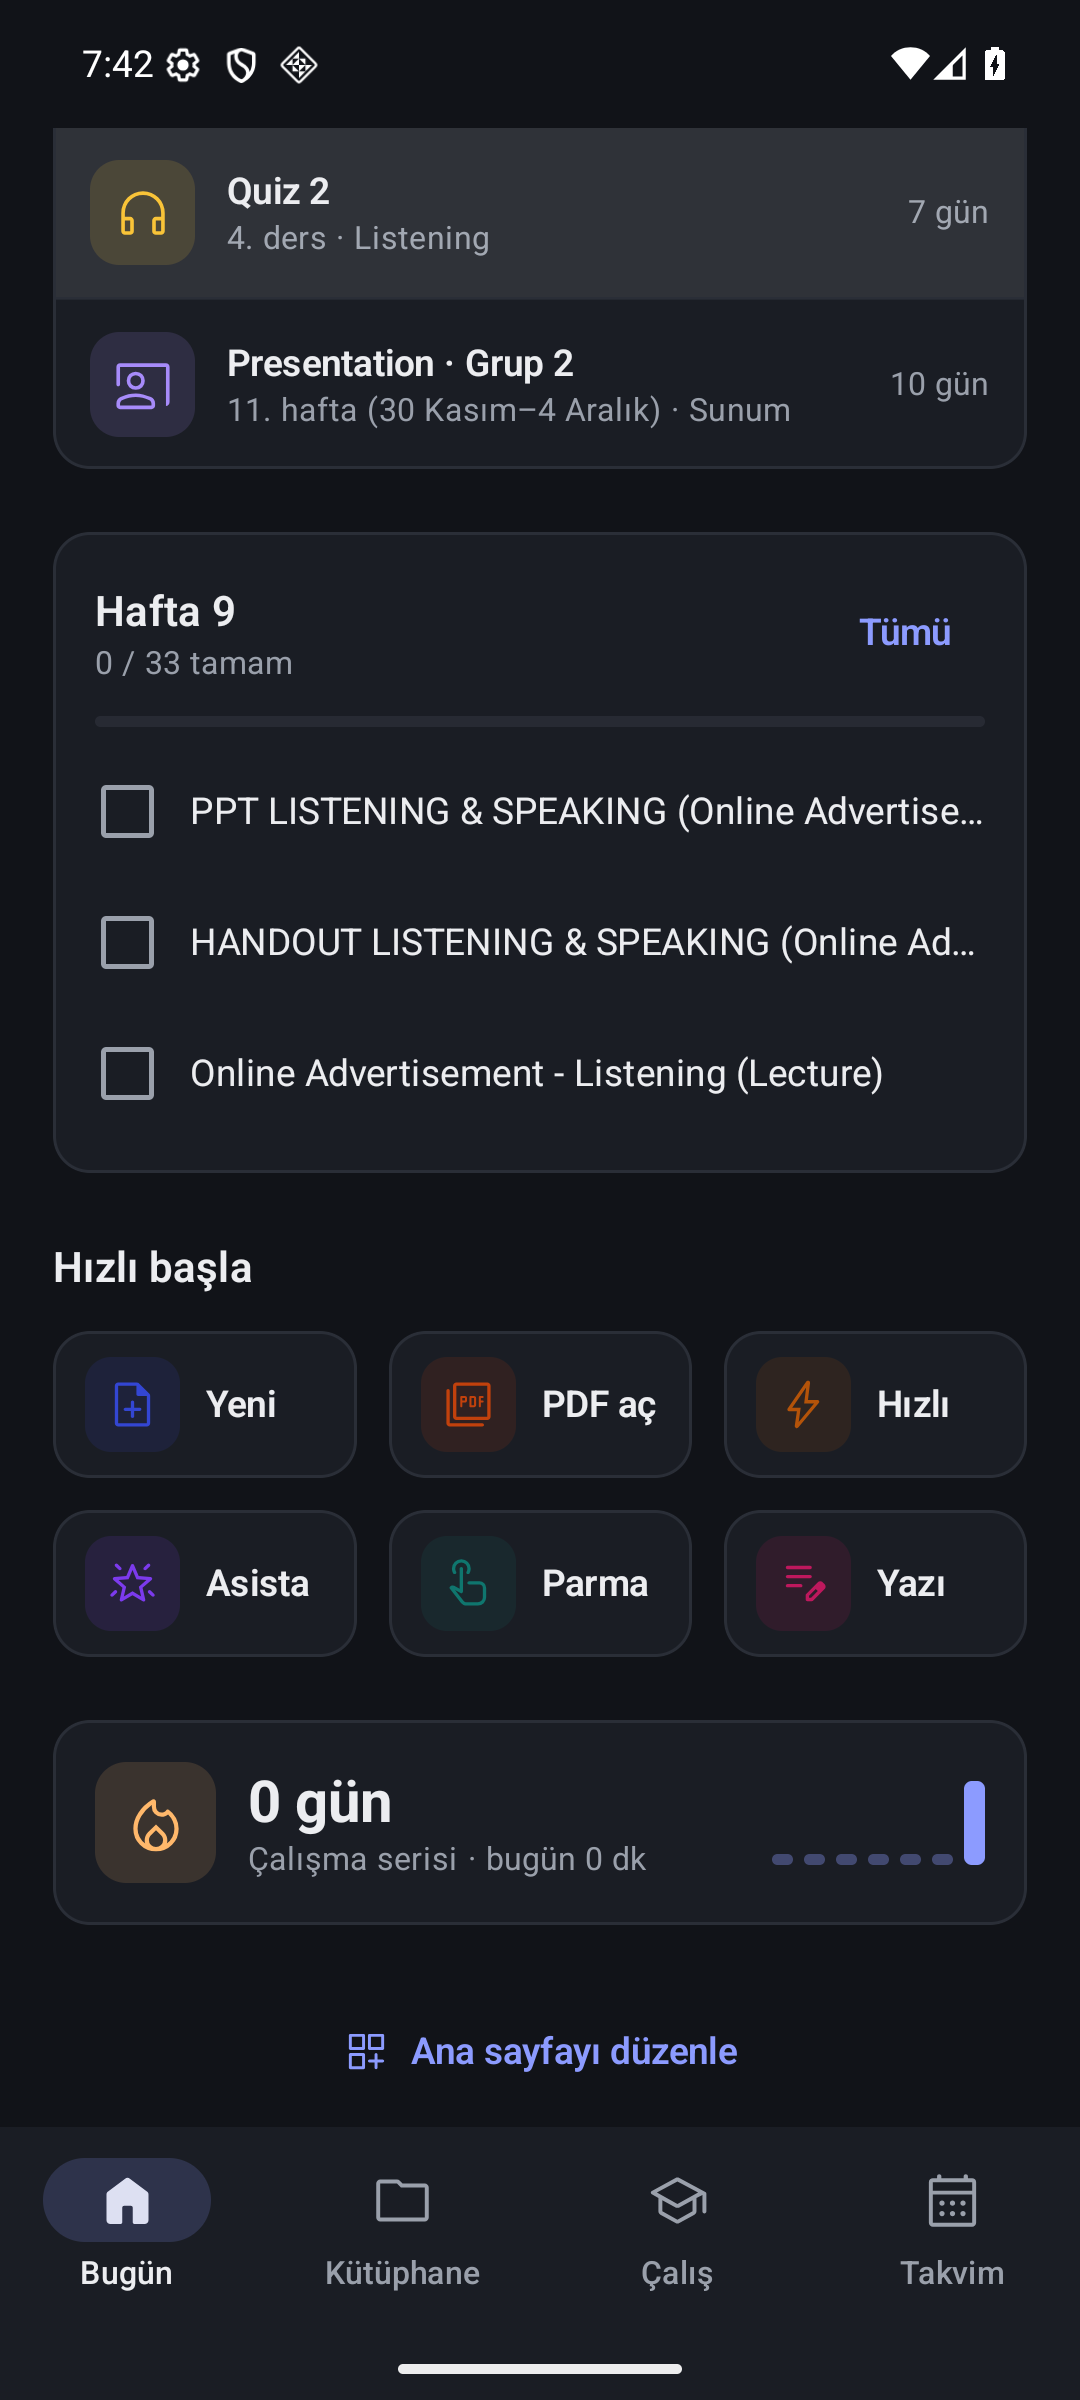 7:42
Quiz 2
4. ders · Listening
7 gün
Presentation · Grup 2
11. hafta (30 Kasım–4 Aralık) · Sunum
10 gün
Hafta 9
0 / 33 tamam
Tümü
PPT LISTENING & SPEAKING (Online Advertise…
HANDOUT LISTENING & SPEAKING (Online Ad…
Online Advertisement - Listening (Lecture)
Hızlı başla
Yeni
PDF
PDF aç
Hızlı
Asista
Parma
Yazı
0 gün
Çalışma serisi · bugün 0 dk
Ana sayfayı düzenle
Bugün
Kütüphane
Çalış
Takvim